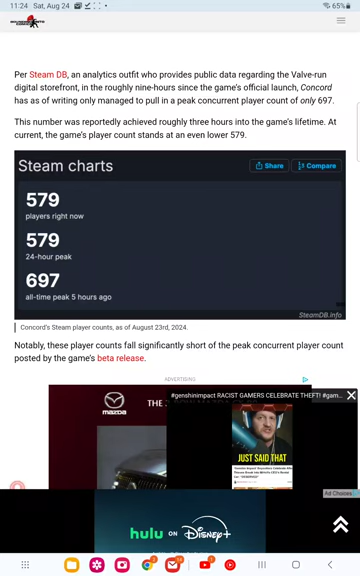 11:24 Sat, Aug 24
65%
Per Steam DB, an analytics outfit who provides public data regarding the Valve-run
digital storefront, in the roughly nine-hours since the game's official launch, Concord
has as of writing only managed to pull in a peak concurrent player count of only 697.
This number was reportedly achieved roughly three hours into the game's lifetime. At
current, the game's player count stands at an even lower 579.
Steam charts
Share
Compare
579
players right now
579
24-hour peak
697
all-time peak 5 hours ago
SteamDB.info
Concord's Steam player counts, as of August 23rd, 2024.
Notably, these player counts fall significantly short of the peak concurrent player count
posted by the game's beta release.
ADVERTISING
mazda
THE
#genshinimpact RACIST GAMERS CELEBRATE THEFT! #gam...
JUST SAID THAT
Ad Choices
hulu ON Disney+